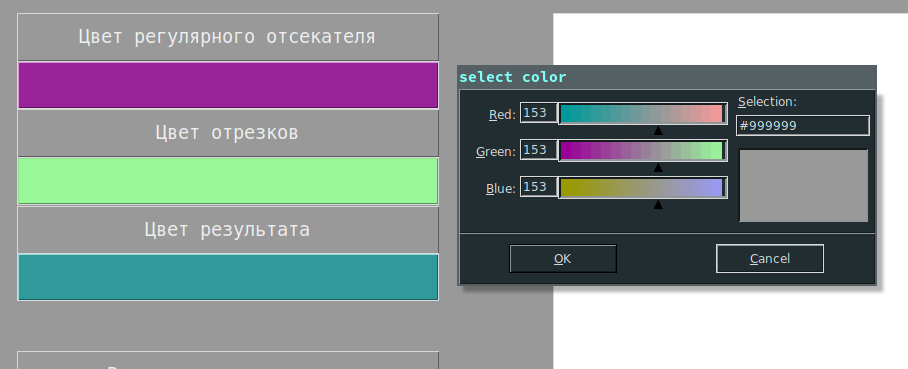 Цвет регулярного отсекателя
Цвет отрезков
Цвет результата
select color
Red: 153
Green: 153
Blue: 153
Selection:
#999999
OK
Cancel